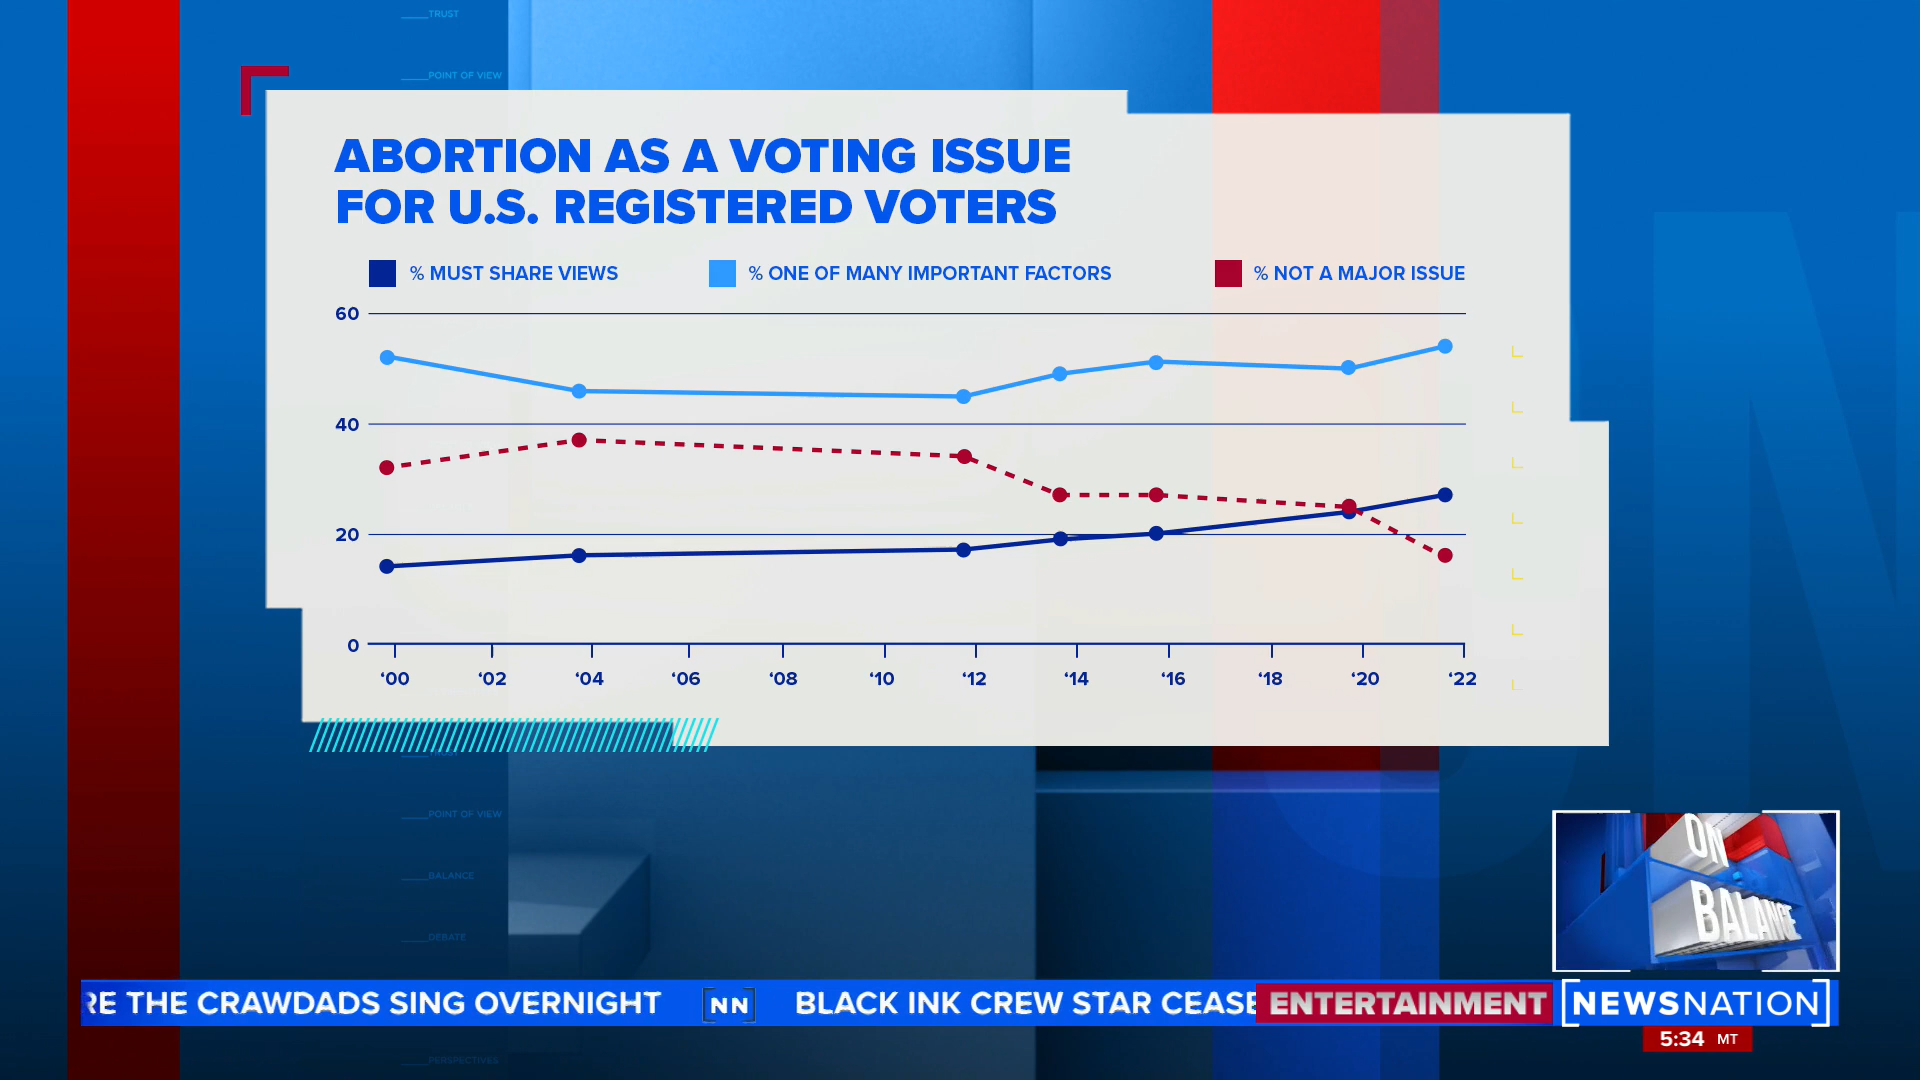 TRUST
POINT OF VIEW
ABORTION AS A VOTING ISSUE
FOR U.S. REGISTERED VOTERS
% MUST SHARE VIEWS
% ONE OF MANY IMPORTANT FACTORS
% NOT A MAJOR ISSUE
60
40
20
0
‘00 ‘02 ‘04 ‘06 ‘08 ‘10 ‘12 ‘14 ‘16 ‘18 ‘20 ‘22
POINT OF VIEW
BALANCE
DEBATE
ON
BALANCE
RE THE CRAWDADS SING OVERNIGHT [NN] BLACK INK CREW STAR CEASE
ENTERTAINMENT
[NEWSNATION]
5:34 MT
PERSPECTIVES